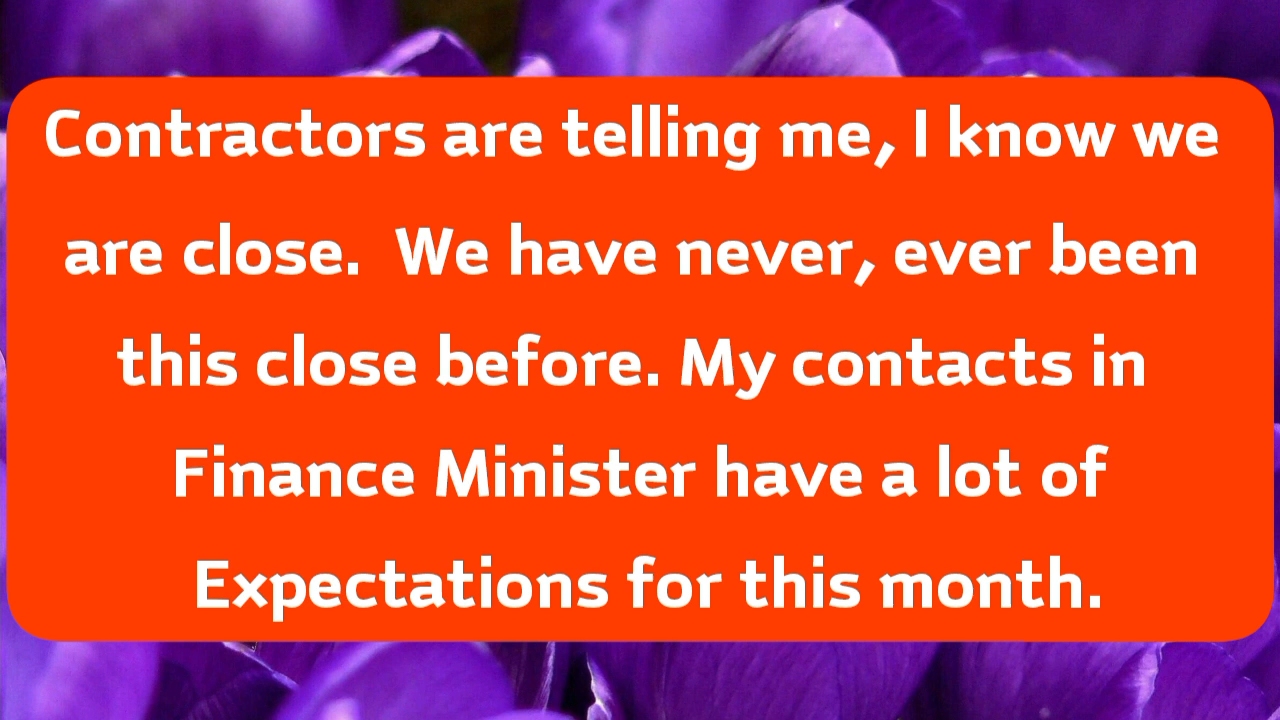 Contractors are telling me, I know we
are close.  We have never, ever been
this close before. My contacts in
Finance Minister have a lot of
Expectations for this month.